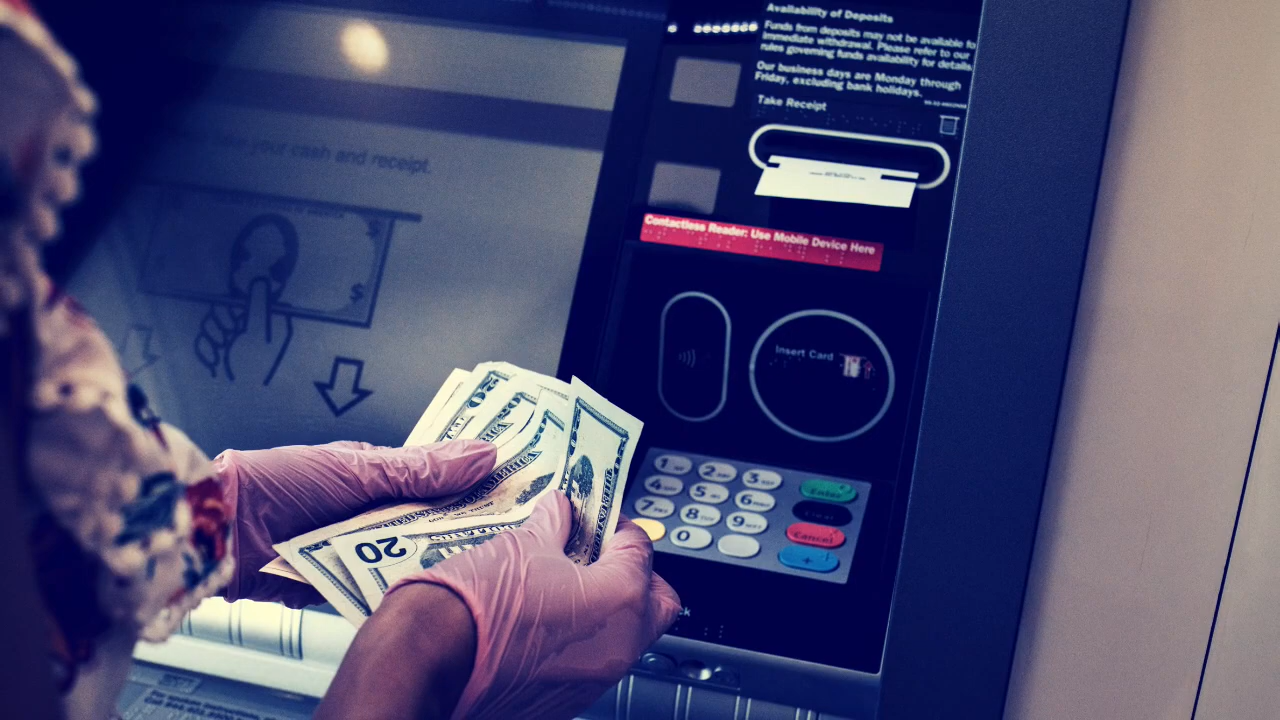 Availability of Deposits
Funds from deposits may not be available fo
immediate withdrawal. Please refer to our
rules governing funds availability for details
Our business days are Monday through
Friday, excluding bank holidays.
Take Receipt
your cash and receipt.
$
$
Contactless Reader: Use Mobile Device Here
Insert Card
1 2 3
Enter
4 5 6
Clear
7 8 9
Cancel
0
+
20
20